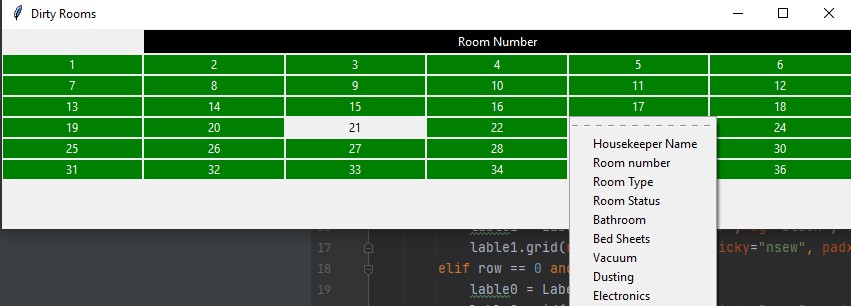 Dirty Rooms
Room Number
1 2 3 4 5 6
7 8 9 10 11 12
13 14 15 16 17 18
19 20 21 22 24
25 26 27 28 30
31 32 33 34 36
Housekeeper Name
Room number
Room Type
Room Status
Bathroom
Bed Sheets
Vacuum
Dusting
Electronics
17 lable1.grid( icky="nsew", padx
18 elif row == 0 an
19 lable0 = Labe